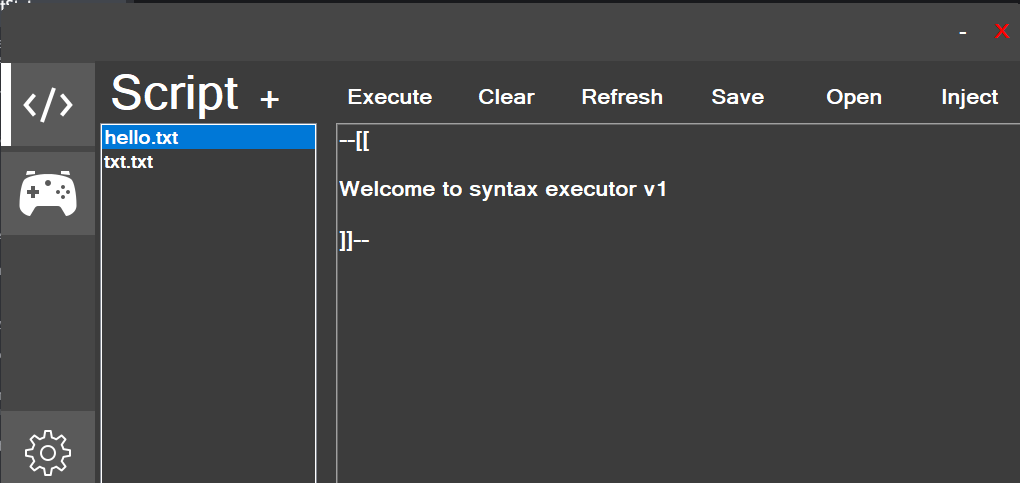 - X
Script +
Execute Clear Refresh Save Open Inject
hello.txt
txt.txt
--[[
Welcome to syntax executor v1
]]--